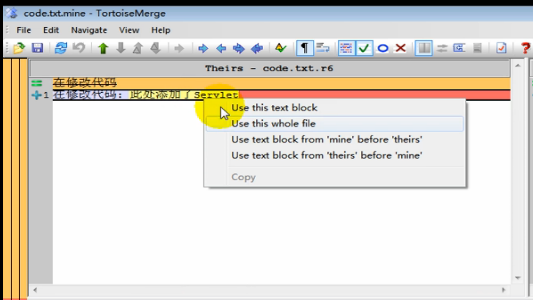 code.txt.mine - TortoiseMerge
File Edit Navigate View Help
Theirs - code.txt.r6
在修改代码
1 在修改代码：此处添加了Servlet
Use this text block
Use this whole file
Use text block from 'mine' before 'theirs'
Use text block from 'theirs' before 'mine'
Copy